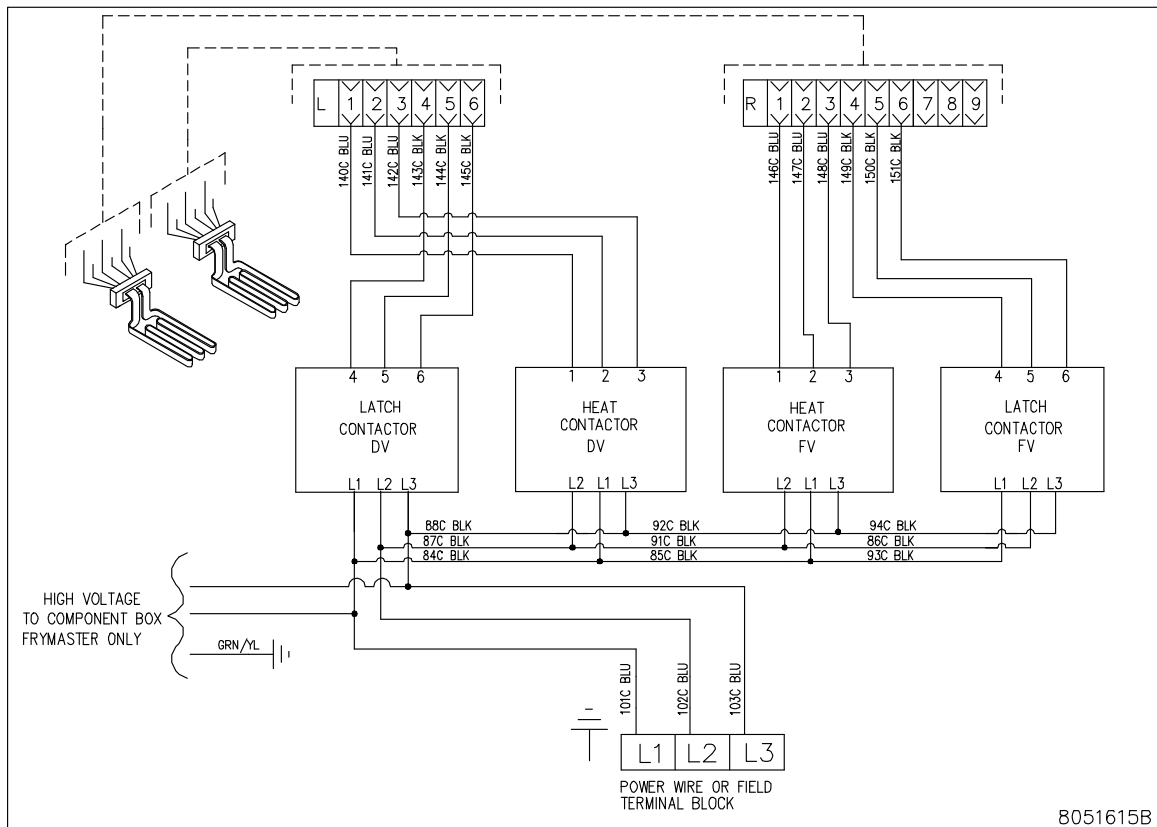 L 1 2 3 4 5 6
R 1 2 3 4 5 6 7 8 9
140C BLU
141C BLU
142C BLU
143C BLK
144C BLK
145C BLK
146C BLU
147C BLU
148C BLU
149C BLK
150C BLK
151C BLK
4 5 6
LATCH
CONTACTOR
DV
L1 L2 L3
1 2 3
HEAT
CONTACTOR
DV
L2 L1 L3
1 2 3
HEAT
CONTACTOR
FV
L2 L1 L3
4 5 6
LATCH
CONTACTOR
FV
L1 L2 L3
88C BLK 92C BLK 94C BLK
87C BLK 91C BLK 86C BLK
84C BLK 85C BLK 93C BLK
HIGH VOLTAGE
TO COMPONENT BOX
FRYMASTER ONLY
GRN/YL
101C BLU
102C BLU
103C BLU
L1 L2 L3
POWER WIRE OR FIELD
TERMINAL BLOCK
8051615B